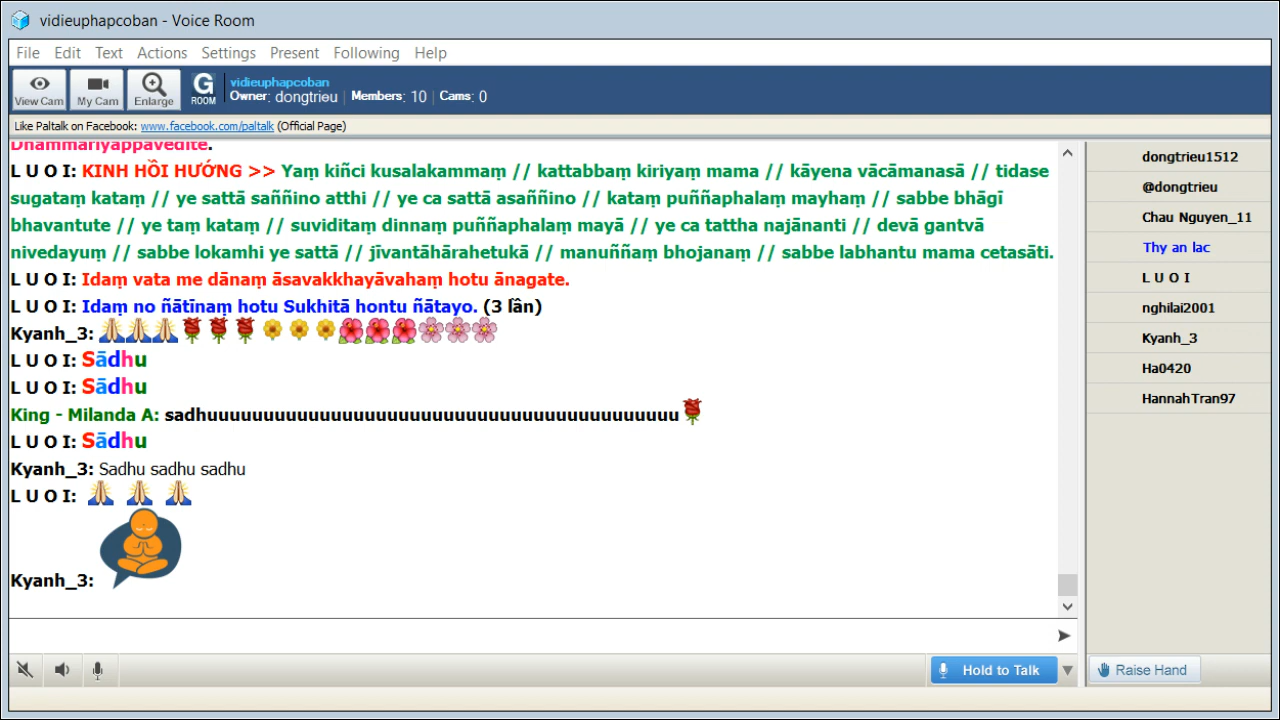 vidieuphapcoban - Voice Room
File Edit Text Actions Settings Present Following Help
View Cam
My Cam
Enlarge
G
ROOM
vidieuphapcoban
Owner: dongtrieu | Members: 10 | Cams: 0
Like Paltalk on Facebook: www.facebook.com/paltalk (Official Page)
Dhammariyappavedite.
L U O I: KINH HỒI HƯỚNG >> Yaṃ kiñci kusalakammaṃ // kattabbaṃ kiriyaṃ mama // kāyena vācāmanasā // tidase
sugataṃ kataṃ // ye sattā saññino atthi // ye ca sattā asaññino // kataṃ puññaphalaṃ mayhaṃ // sabbe bhāgī
bhavantute // ye taṃ kataṃ // suviditaṃ dinnaṃ puññaphalaṃ mayā // ye ca tattha najānanti // devā gantvā
nivedayuṃ // sabbe lokamhi ye sattā // jīvantāhārahetukā // manuññaṃ bhojanaṃ // sabbe labhantu mama cetasāti.
L U O I: Idaṃ vata me dānaṃ āsavakkhayāvahaṃ hotu ānagate.
L U O I: Idaṃ no ñātīnaṃ hotu Sukhitā hontu ñātayo. (3 lần)
Kyanh_3:
L U O I: Sādhu
L U O I: Sādhu
King - Milanda A: sadhuuuuuuuuuuuuuuuuuuuuuuuuuuuuuuuuuuuuuuuuuu
L U O I: Sādhu
Kyanh_3: Sadhu sadhu sadhu
L U O I:
Kyanh_3:
dongtrieu1512
@dongtrieu
Chau Nguyen_11
Thy an lac
L U O I
nghilai2001
Kyanh_3
Ha0420
HannahTran97
Hold to Talk
Raise Hand